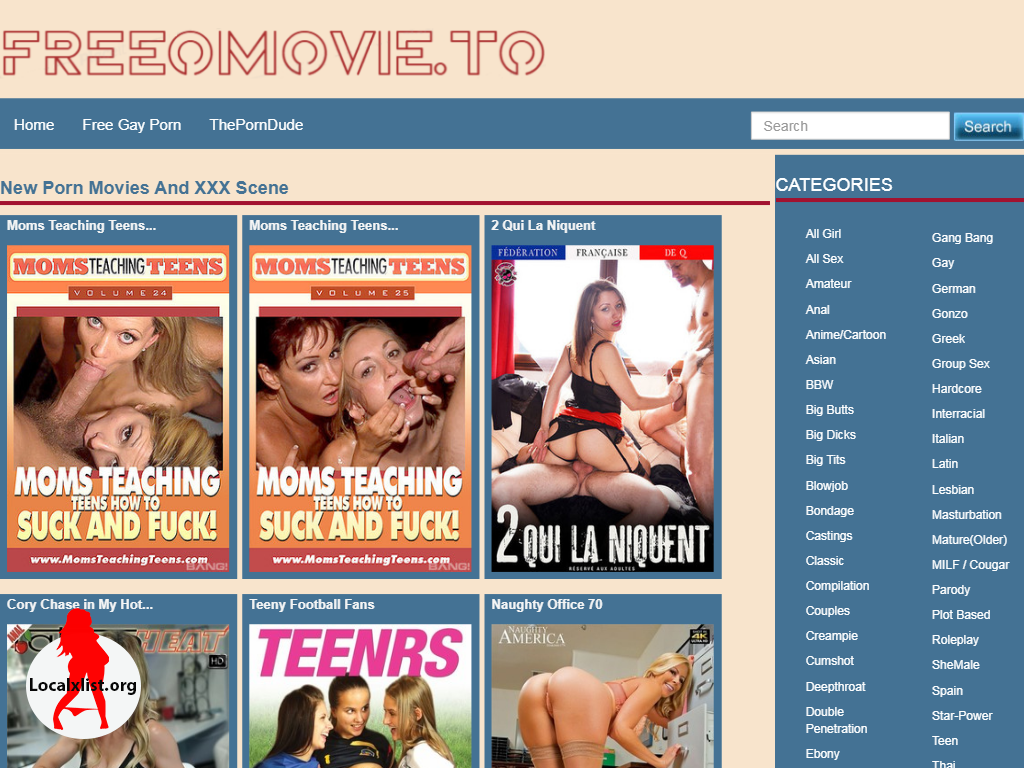 FREEOMOVIE.TO
Home Free Gay Porn ThePornDude
Search Search
New Porn Movies And XXX Scene
Moms Teaching Teens... Moms Teaching Teens... 2 Qui La Niquent
MOMS TEACHING TEENS
VOLUME 24
MOMS TEACHING
TEENS HOW TO
SUCK AND FUCK!
www.MomsTeachingTeens.com
BANG!
MOMS TEACHING TEENS
VOLUME 25
MOMS TEACHING
TEENS HOW TO
SUCK AND FUCK!
www.MomsTeachingTeens.com
BANG!
FÉDÉRATION FRANÇAISE DE Q
2 QUI LA NIQUENT
RÉSERVÉ AUX ADULTES
Cory Chase in My Hot... Teeny Football Fans Naughty Office 70
ANAL
HEAT
HD
Localxlist.org
TEENRS
NAUGHTY
AMERICA
4K
CATEGORIES
All Girl
All Sex
Amateur
Anal
Anime/Cartoon
Asian
BBW
Big Butts
Big Dicks
Big Tits
Blowjob
Bondage
Castings
Classic
Compilation
Couples
Creampie
Cumshot
Deepthroat
Double
Penetration
Ebony
Gang Bang
Gay
German
Gonzo
Greek
Group Sex
Hardcore
Interracial
Italian
Latin
Lesbian
Masturbation
Mature(Older)
MILF / Cougar
Parody
Plot Based
Roleplay
SheMale
Spain
Star-Power
Teen
Thai